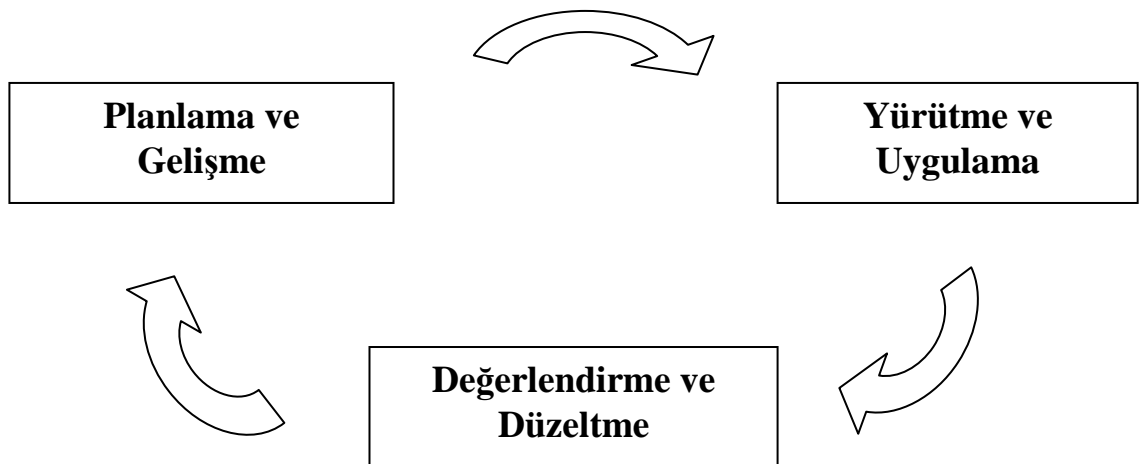 Planlama ve
Gelişme
Yürütme ve
Uygulama
Değerlendirme ve
Düzeltme